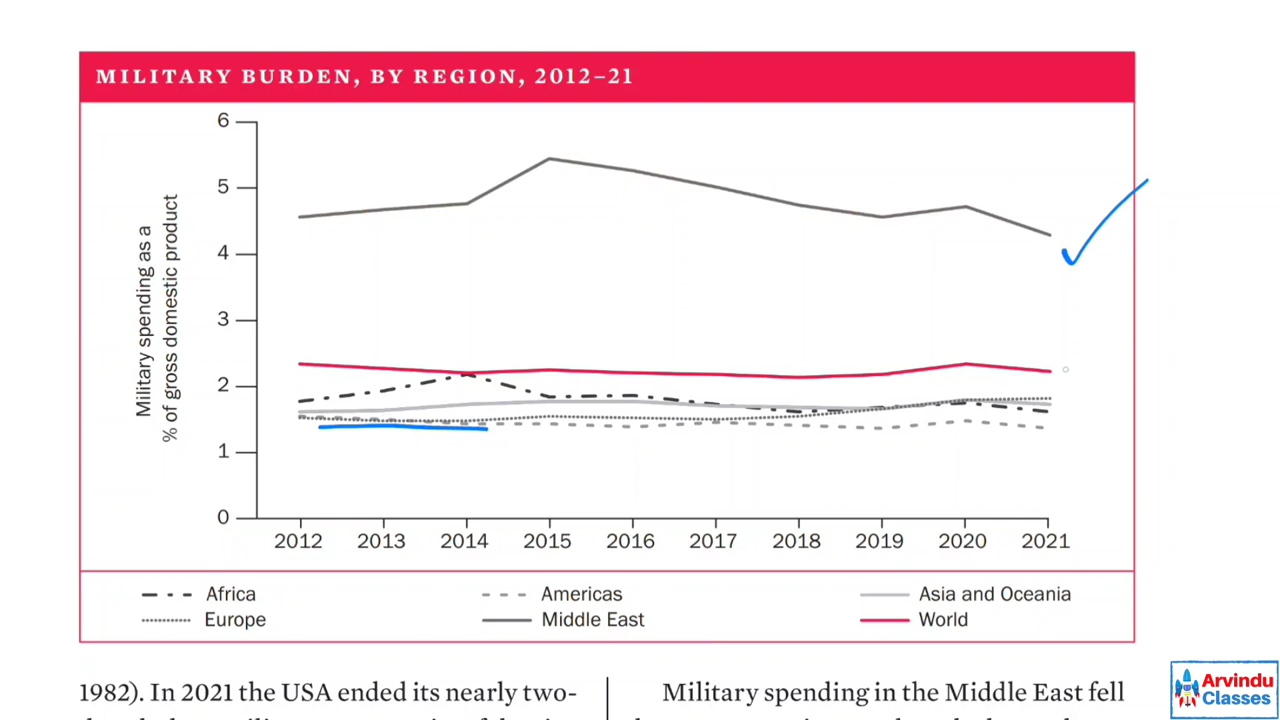 MILITARY BURDEN, BY REGION, 2012–21
6
5
4
3
2
1
0
Military spending as a
% of gross domestic product
2012 2013 2014 2015 2016 2017 2018 2019 2020 2021
Africa Americas Asia and Oceania
Europe Middle East World
1982). In 2021 the USA ended its nearly two-
Military spending in the Middle East fell
Arvindu
Classes